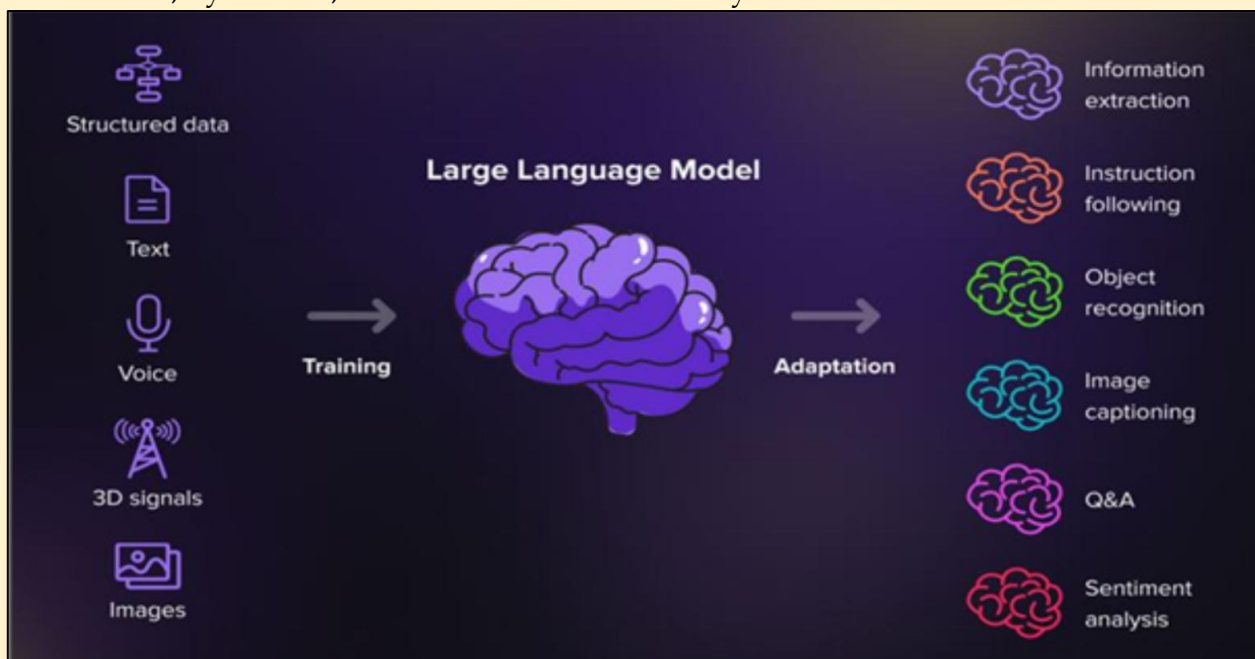 Structured data
Text
Voice
3D signals
Images
Training
Large Language Model
Adaptation
Information
extraction
Instruction
following
Object
recognition
Image
captioning
Q&A
Sentiment
analysis